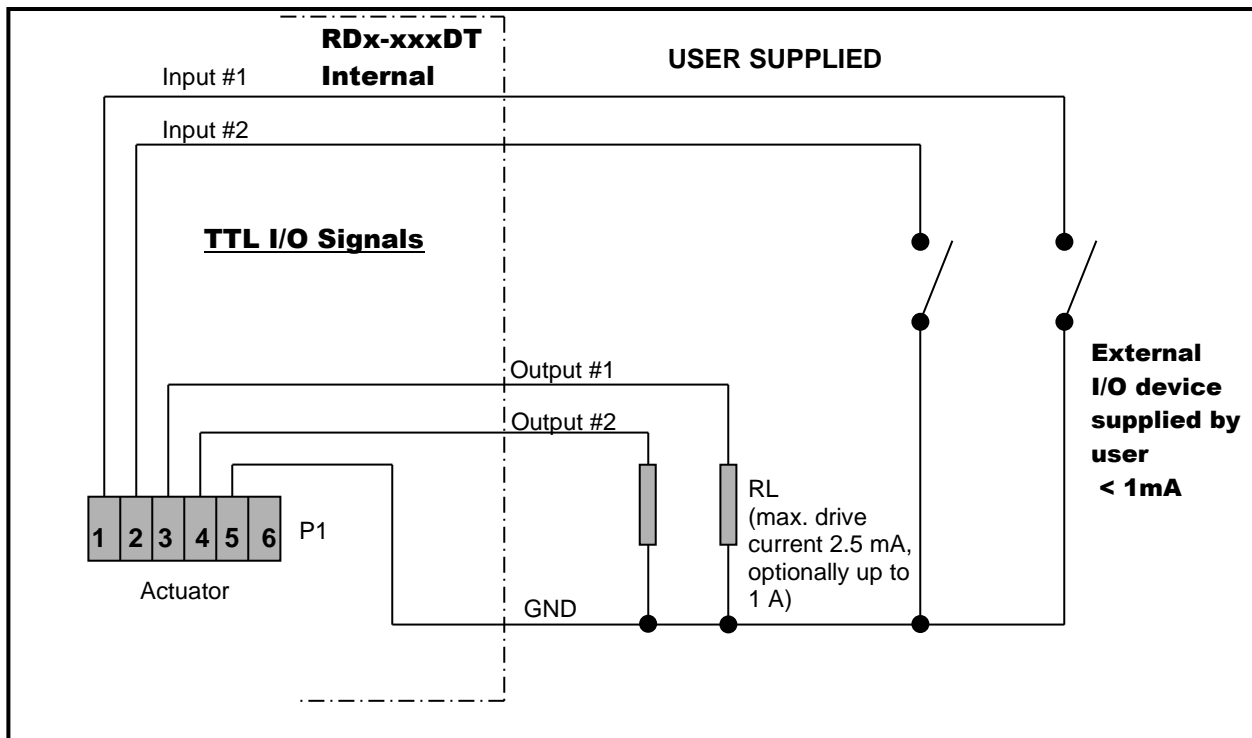 RDx-xxxDT
Internal
USER SUPPLIED
Input #1
Input #2
TTL I/O Signals
Output #1
Output #2
External
I/O device
supplied by
user
< 1mA
RL
(max. drive
current 2.5 mA,
optionally up to
1 A)
1 2 3 4 5 6
P1
Actuator
GND